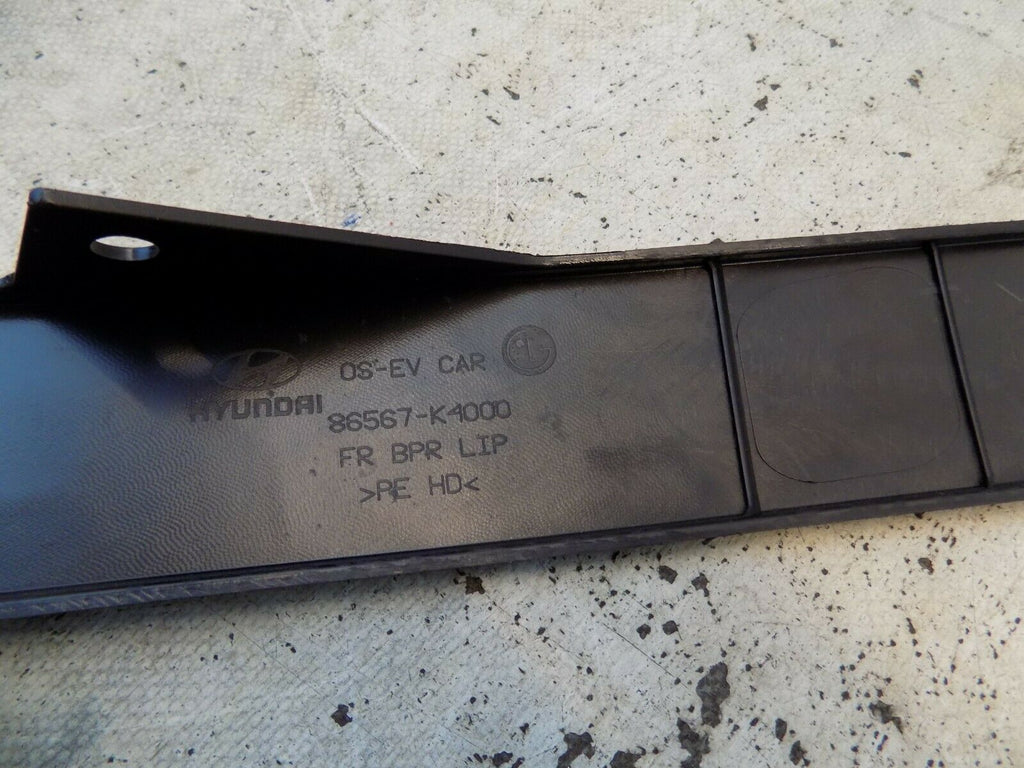 HYUNDAI
OS-EV CAR
86567-K4000
FR BPR LIP
>PE HD<